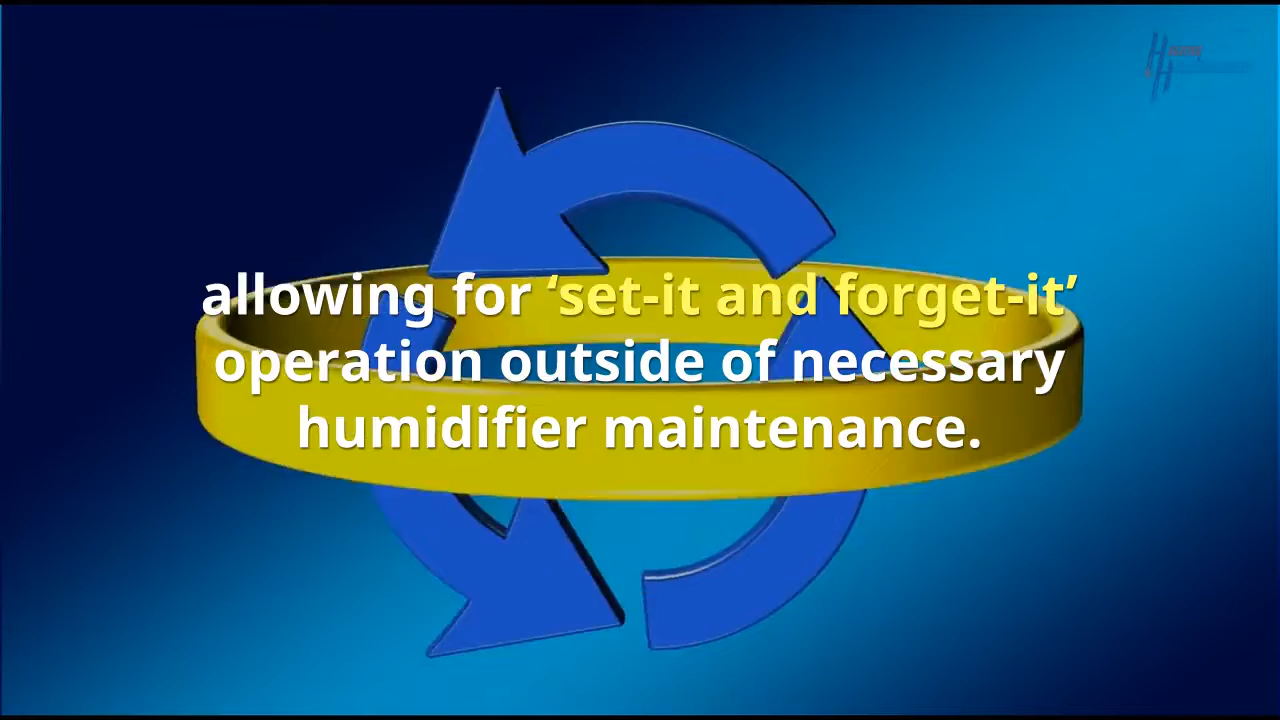 allowing for ‘set-it and forget-it’
operation outside of necessary
humidifier maintenance.